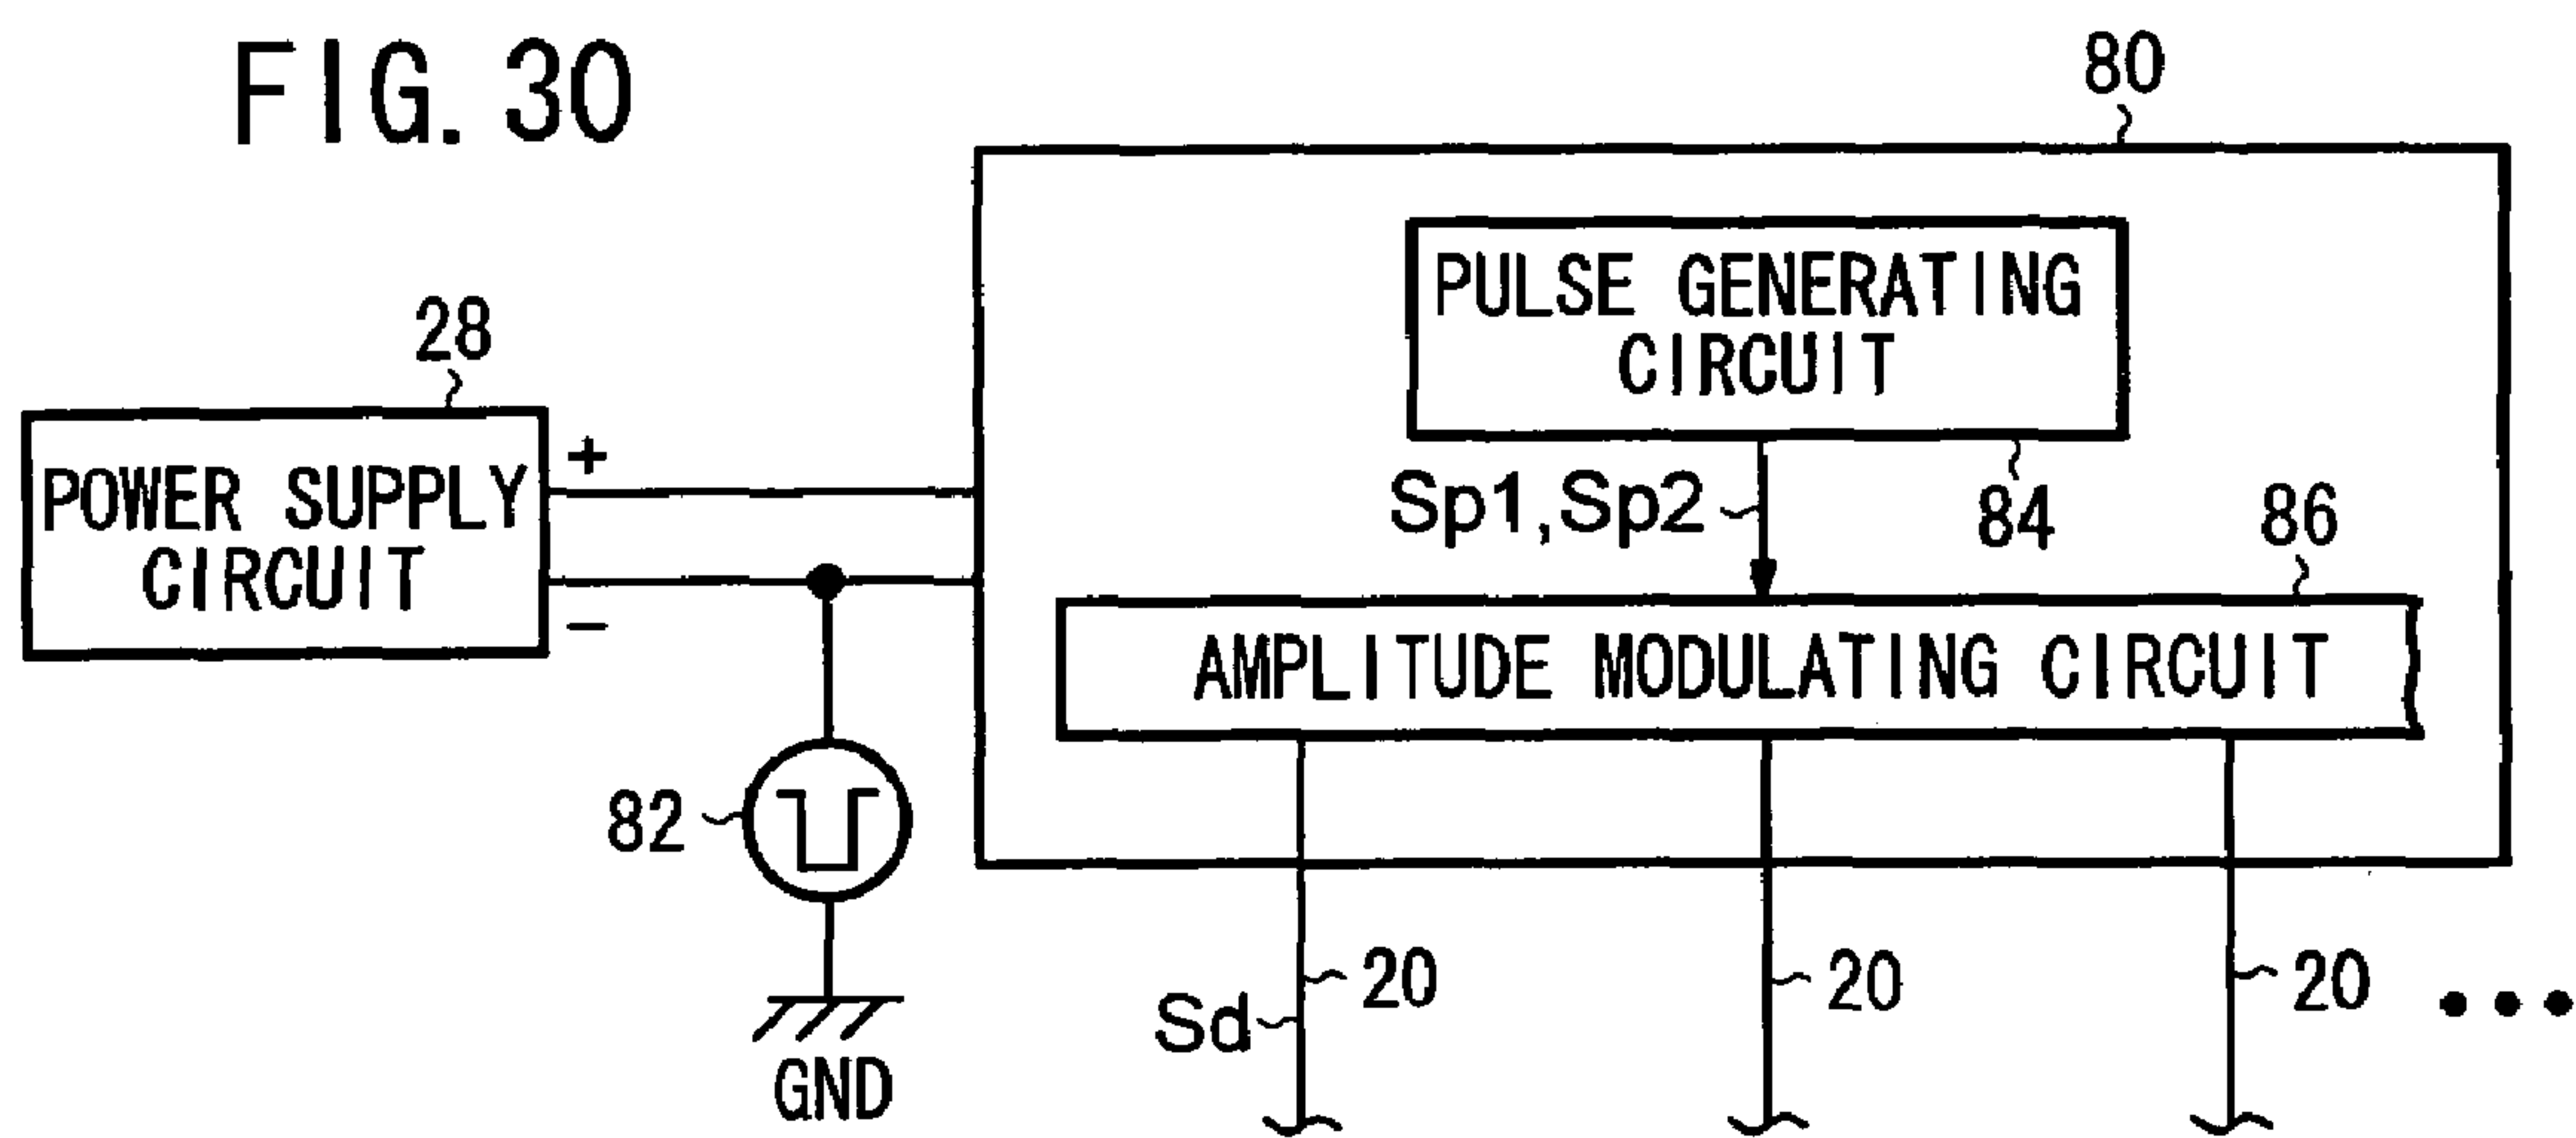 FIG. 30
80
PULSE GENERATING
CIRCUIT
28
+
POWER SUPPLY
CIRCUIT
−
Sp1,Sp2
84
86
AMPLITUDE MODULATING CIRCUIT
82
20
20
20
•••
Sd
GND